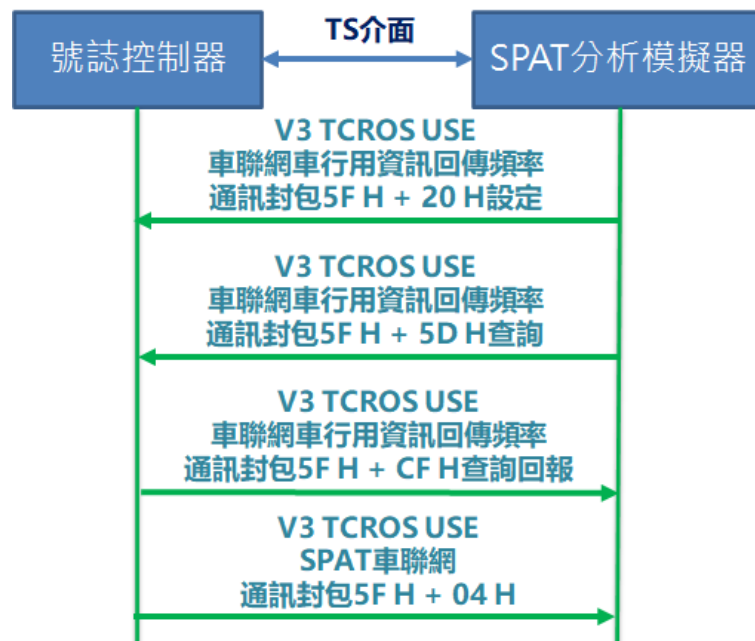 號誌控制器
TS介面
SPAT分析模擬器
V3 TCROS USE
車聯網車行用資訊回傳頻率
通訊封包5F H + 20 H設定
V3 TCROS USE
車聯網車行用資訊回傳頻率
通訊封包5F H + 5D H查詢
V3 TCROS USE
車聯網車行用資訊回傳頻率
通訊封包5F H + CF H查詢回報
V3 TCROS USE
SPAT車聯網
通訊封包5F H + 04 H